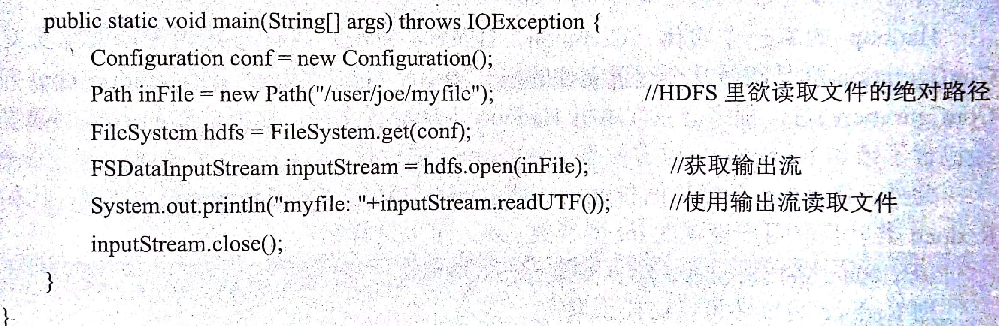 public static void main(String[] args) throws IOException {
Configuration conf = new Configuration();
Path inFile = new Path("/user/joe/myfile"); //HDFS 里欲读取文件的绝对路径
FileSystem hdfs = FileSystem.get(conf);
FSDataInputStream inputStream = hdfs.open(inFile); //获取输出流
System.out.println("myfile: "+inputStream.readUTF()); //使用输出流读取文件
inputStream.close();
}
}